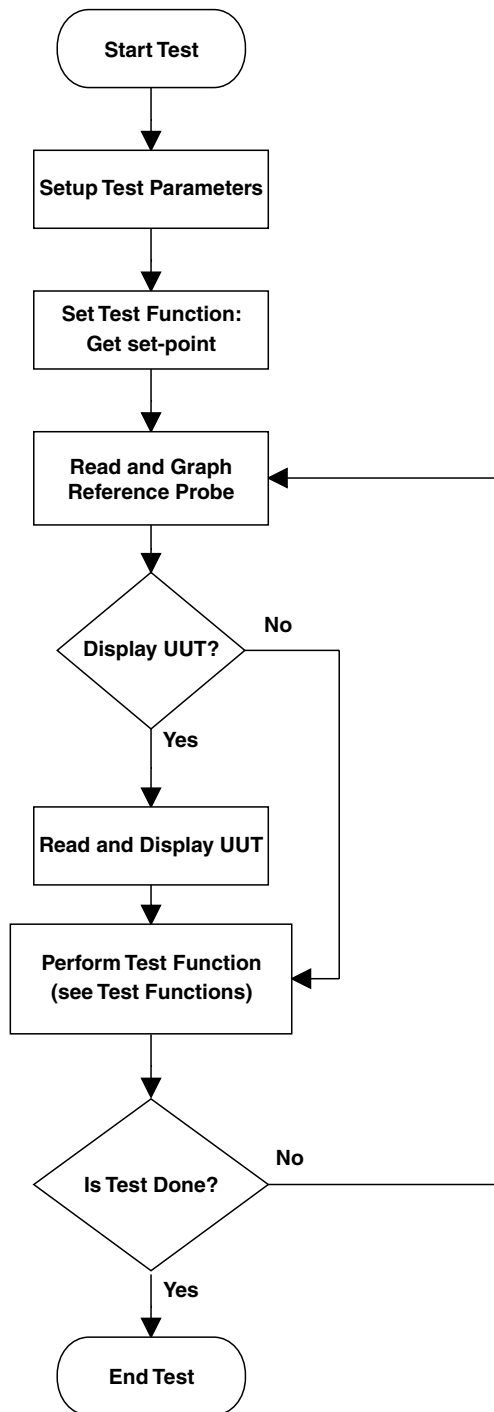 Start Test
Setup Test Parameters
Set Test Function:
Get set-point
Read and Graph
Reference Probe
Display UUT?
No
Yes
Read and Display UUT
Perform Test Function
(see Test Functions)
Is Test Done?
No
Yes
End Test